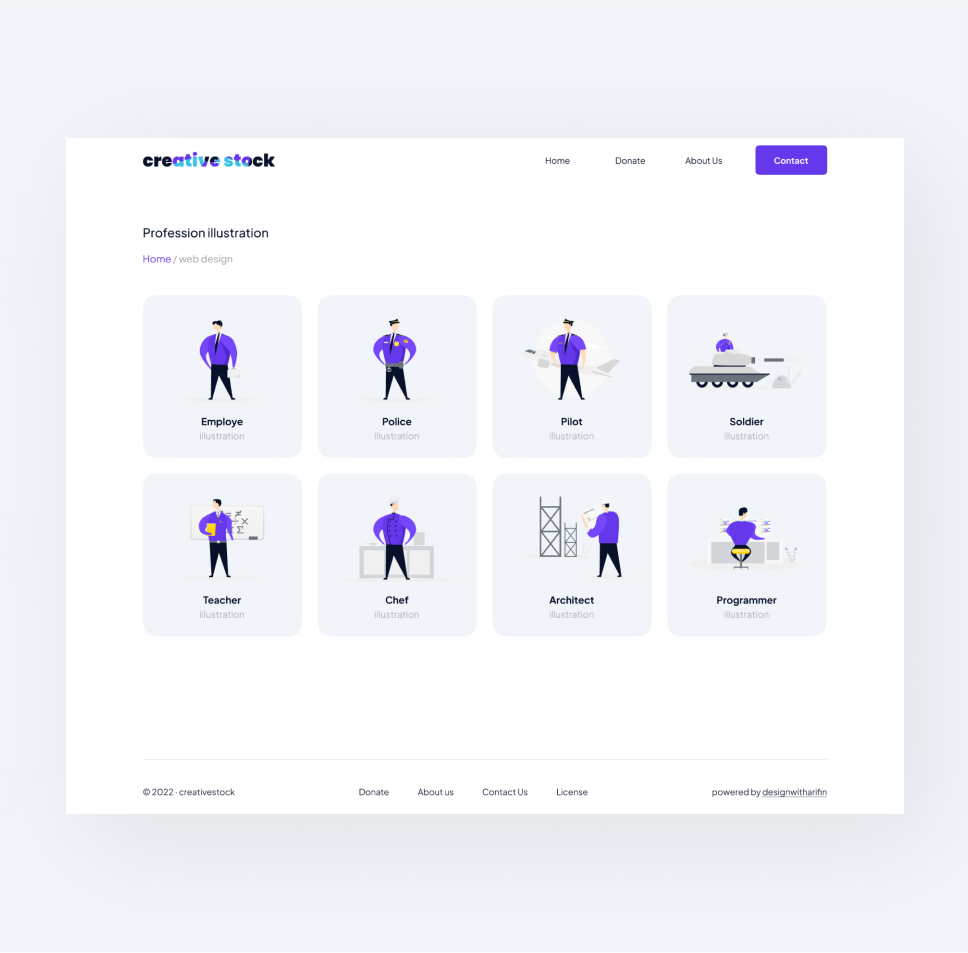 creative stock
Home Donate About Us Contact
Profession illustration
Home / web design
Employe
illustration
Police
illustration
Pilot
illustration
Soldier
illustration
Teacher
illustration
Chef
illustration
Architect
illustration
Programmer
illustration
© 2022 · creativestock
Donate About us Contact Us License
powered by designwitharifin